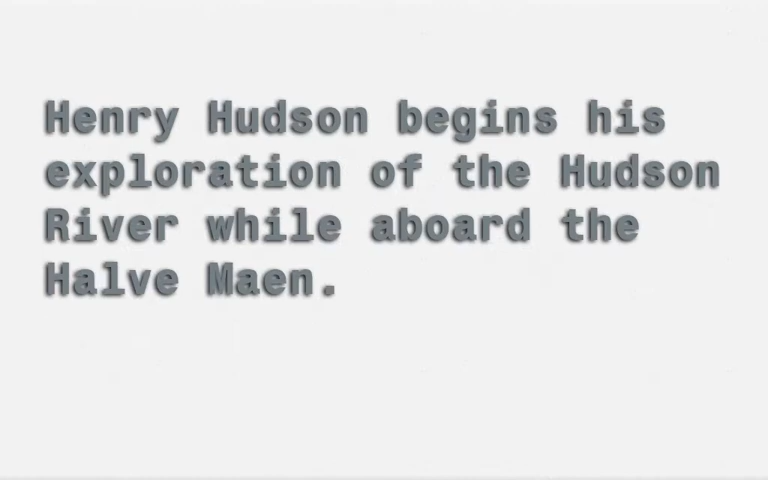 Henry Hudson begins his
exploration of the Hudson
River while aboard the
Halve Maen.